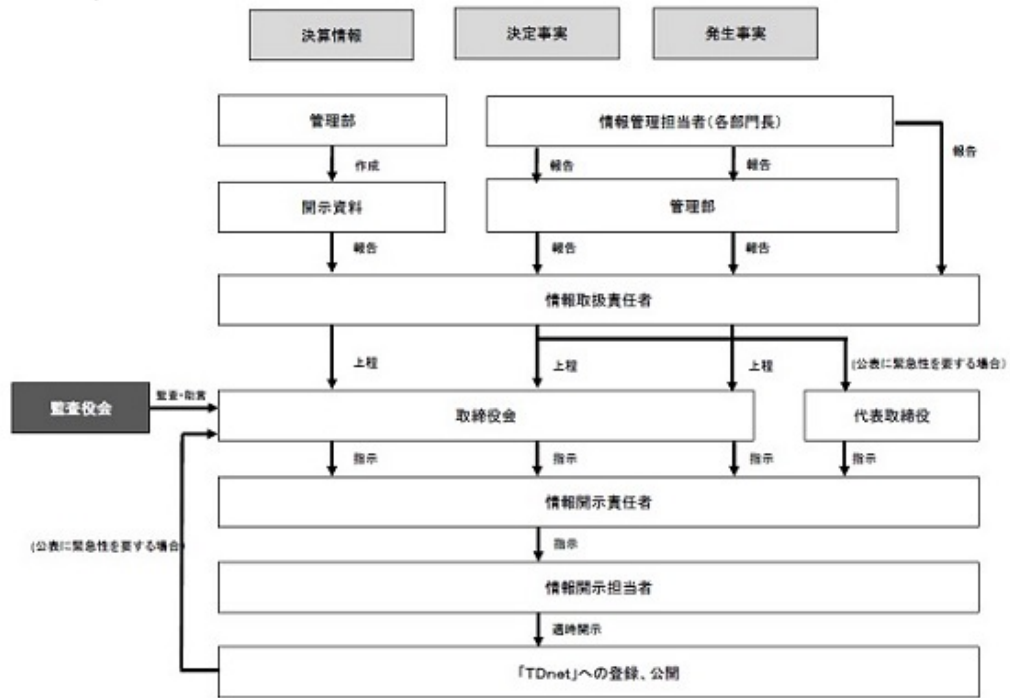 決算情報
決定事実
発生事実
管理部
情報管理担当者(各部門長)
作成
報告
報告
報告
開示資料
管理部
報告
報告
報告
情報取扱責任者
上程
上程
上程
(公表に緊急性を要する場合)
監査役会
監査・助言
取締役会
代表取締役
指示
指示
指示
指示
情報開示責任者
(公表に緊急性を要する場合)
指示
情報開示担当者
適時開示
「TDnet」への登録、公開